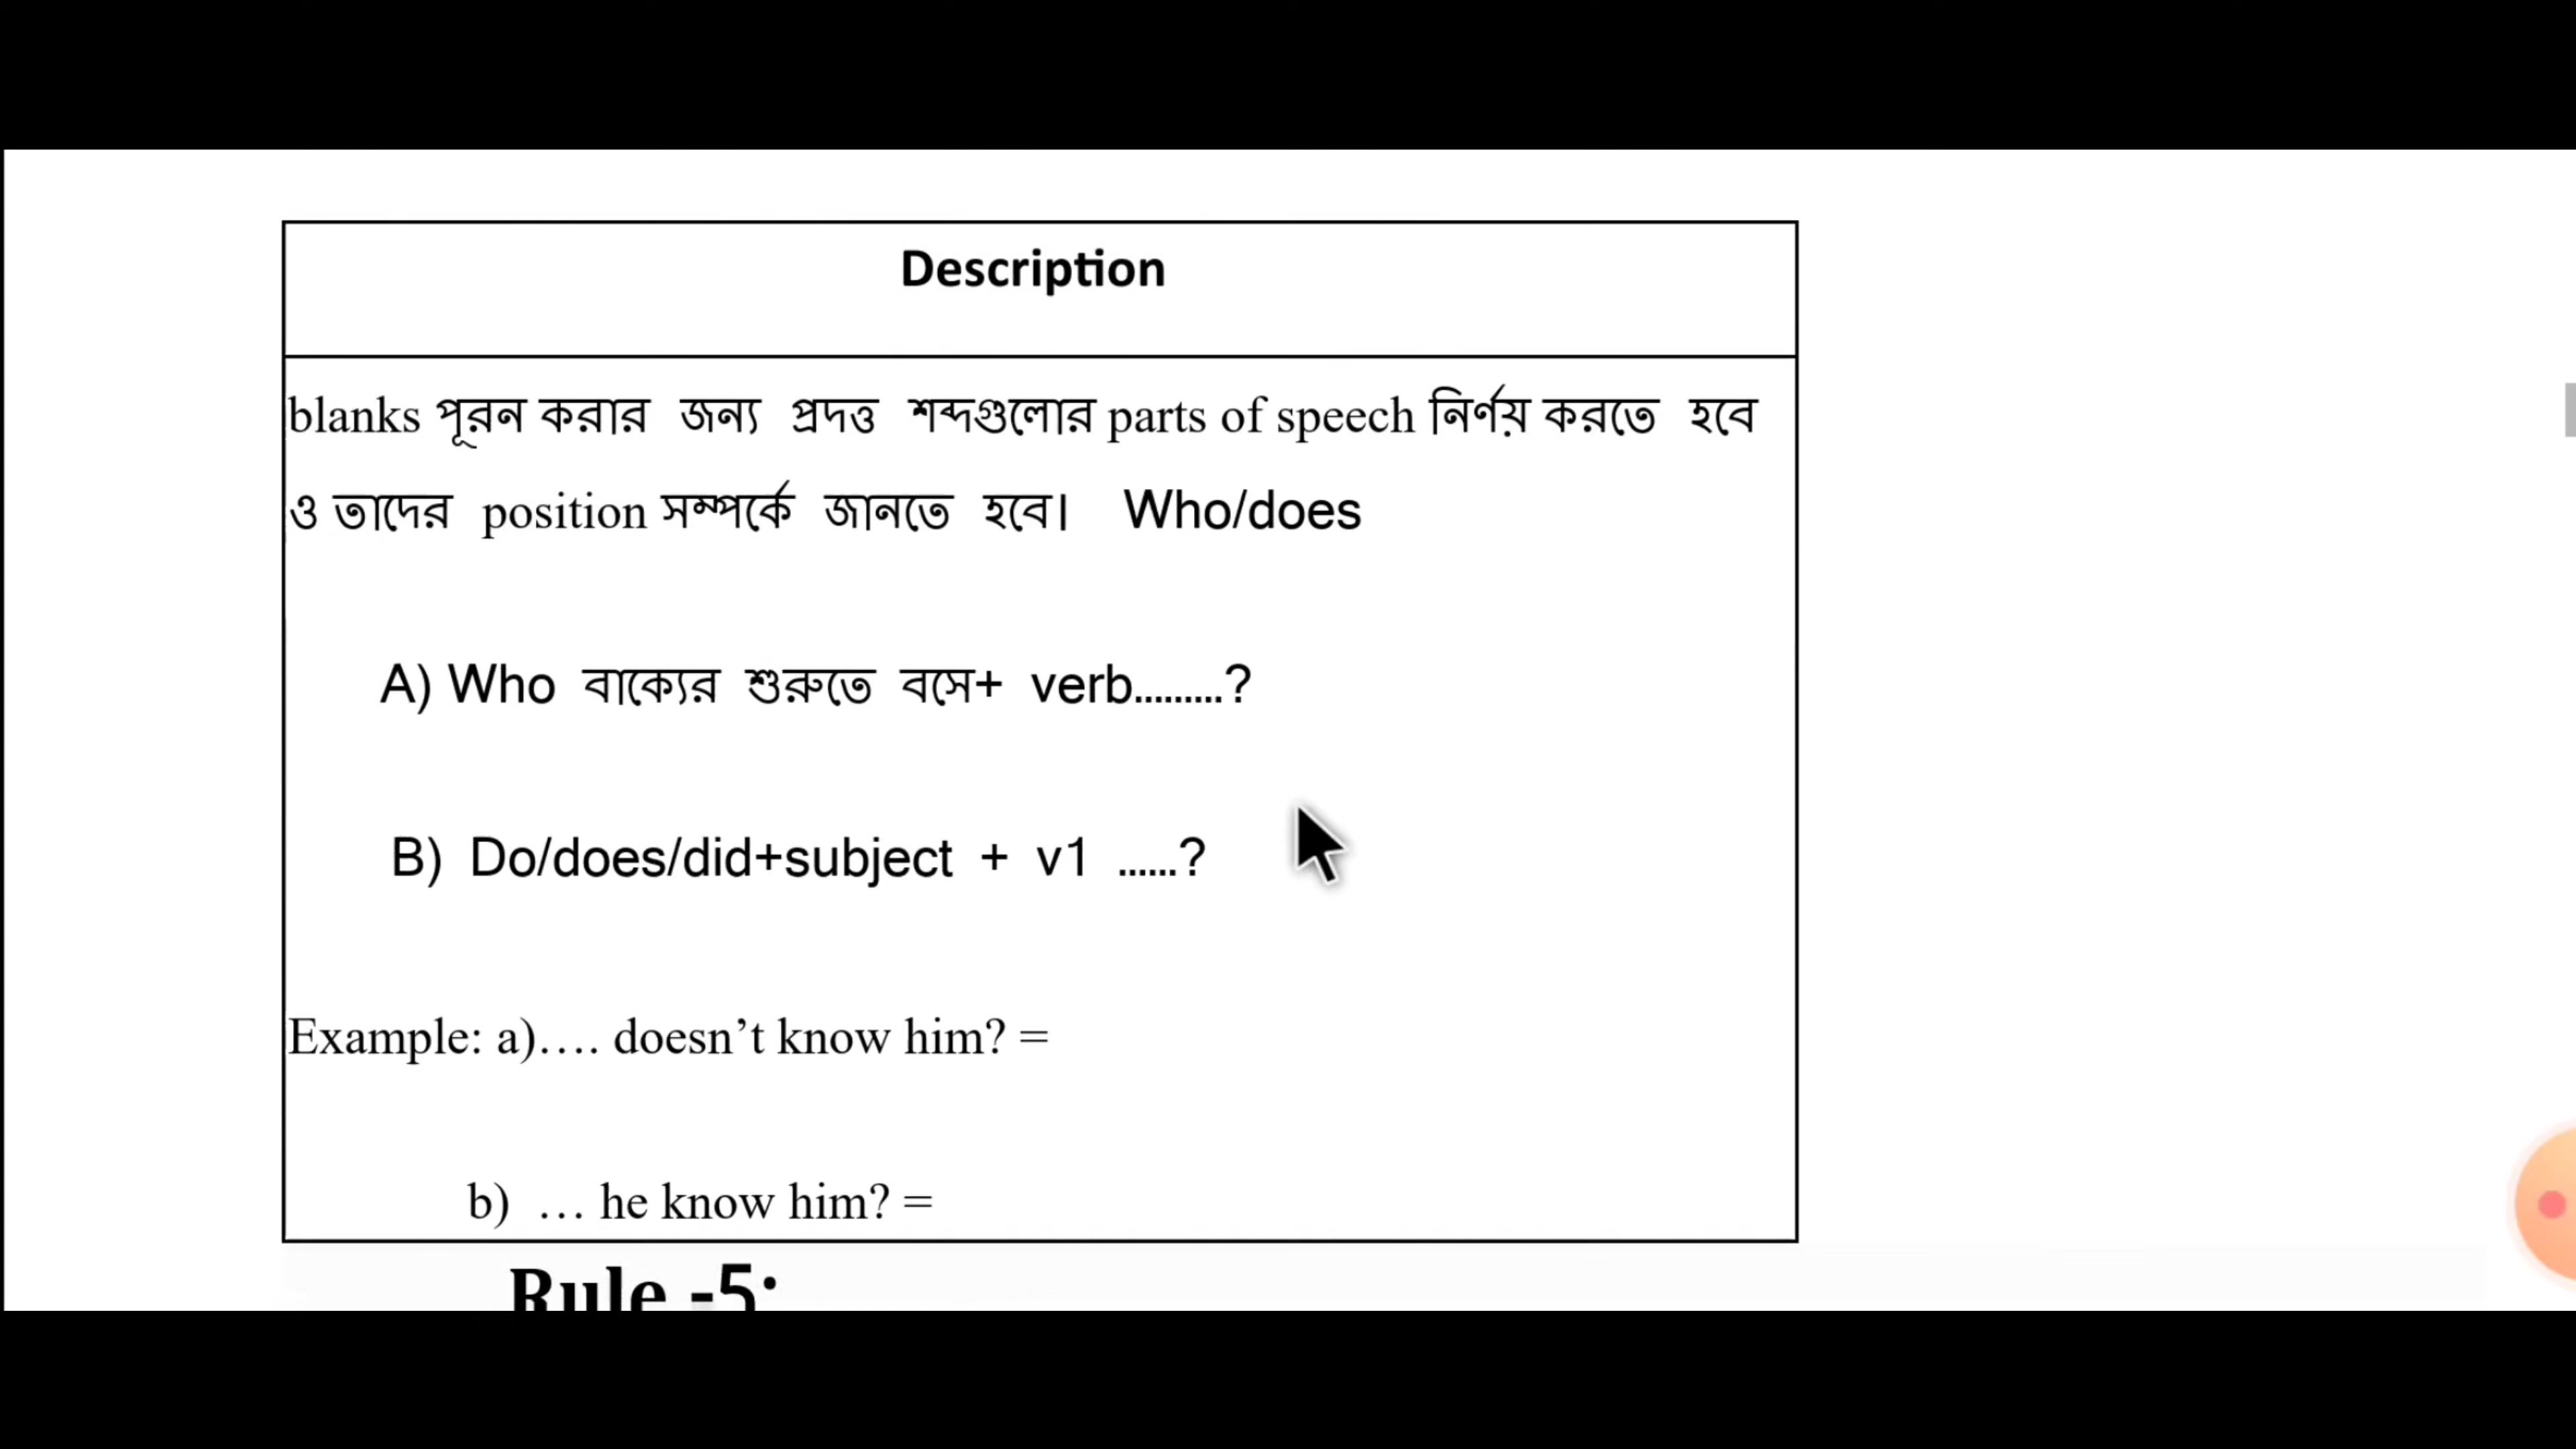 Description
blanks পূরন করার জন্য প্রদত্ত শব্দগুলোর parts of speech নির্ণয় করতে হবে
ও তাদের position সম্পর্কে জানতে হবে। Who/does
A) Who বাক্যের শুরুতে বসে+ verb.........?
B) Do/does/did+subject + v1 ......?
Example: a)…. doesn’t know him? =
b) … he know him? =
Rule -5: